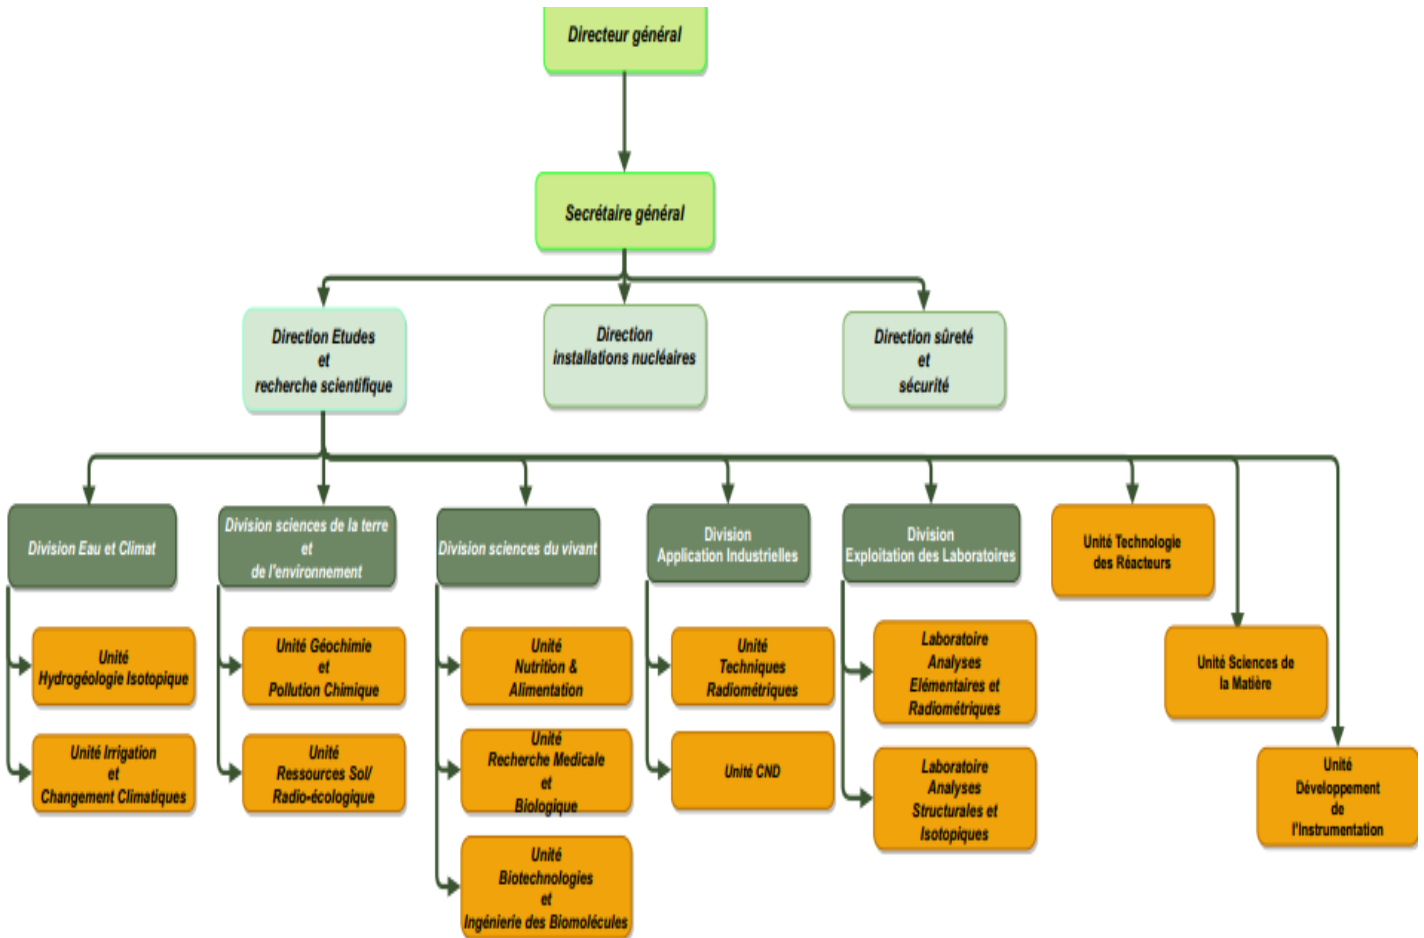 Directeur général
Secrétaire général
Direction Etudes
et
recherche scientifique
Direction
installations nucléaires
Direction sûreté
et
sécurité
Division Eau et Climat
Division sciences de la terre
et
de l'environnement
Division sciences du vivant
Division
Application Industrielles
Division
Exploitation des Laboratoires
Unité Technologie
des Réacteurs
Unité
Hydrogéologie Isotopique
Unité Irrigation
et
Changement Climatiques
Unité Géochimie
et
Pollution Chimique
Unité
Ressources Sol/
Radio-écologique
Unité
Nutrition &
Alimentation
Unité
Recherche Medicale
et
Biologique
Unité
Biotechnologies
et
Ingénierie des Biomolécules
Unité
Techniques
Radiométriques
Unité CND
Laboratoire
Analyses
Elémentaires et
Radiométriques
Laboratoire
Analyses
Structurales et
Isotopiques
Unité Sciences de
la Matière
Unité
Développement
de
l'Instrumentation